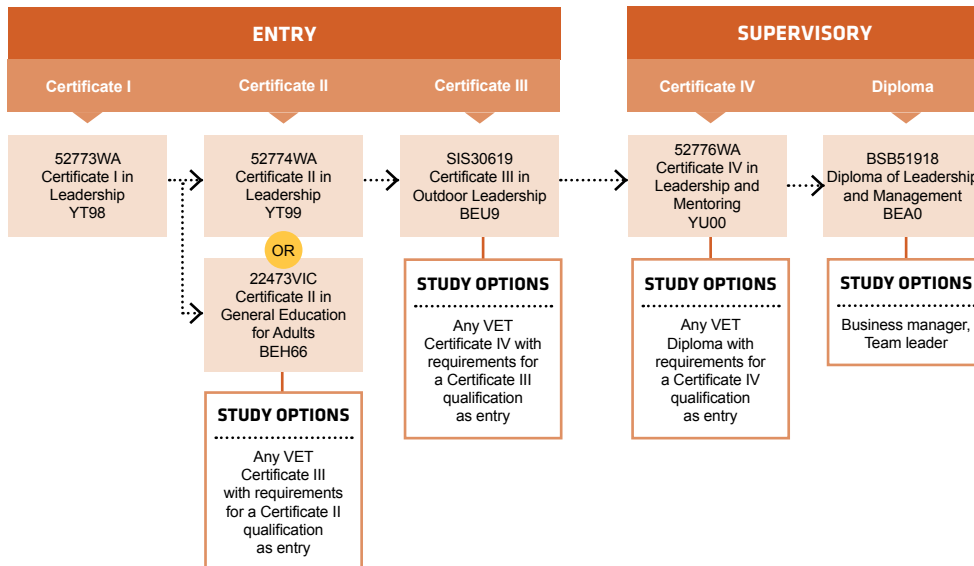 ENTRY
SUPERVISORY
Certificate I
Certificate II
Certificate III
Certificate IV
Diploma
52773WA
Certificate I in
Leadership
YT98
52774WA
Certificate II in
Leadership
YT99
SIS30619
Certificate III in
Outdoor Leadership
BEU9
52776WA
Certificate IV in
Leadership and
Mentoring
YU00
BSB51918
Diploma of Leadership
and Management
BEA0
OR
22473VIC
Certificate II in
General Education
for Adults
BEH66
STUDY OPTIONS
Any VET
Certificate III
with requirements
for a Certificate II
qualification
as entry
STUDY OPTIONS
Any VET
Certificate IV with
requirements for
a Certificate III
qualification
as entry
STUDY OPTIONS
Any VET
Diploma with
requirements for
a Certificate IV
qualification
as entry
STUDY OPTIONS
Business manager,
Team leader